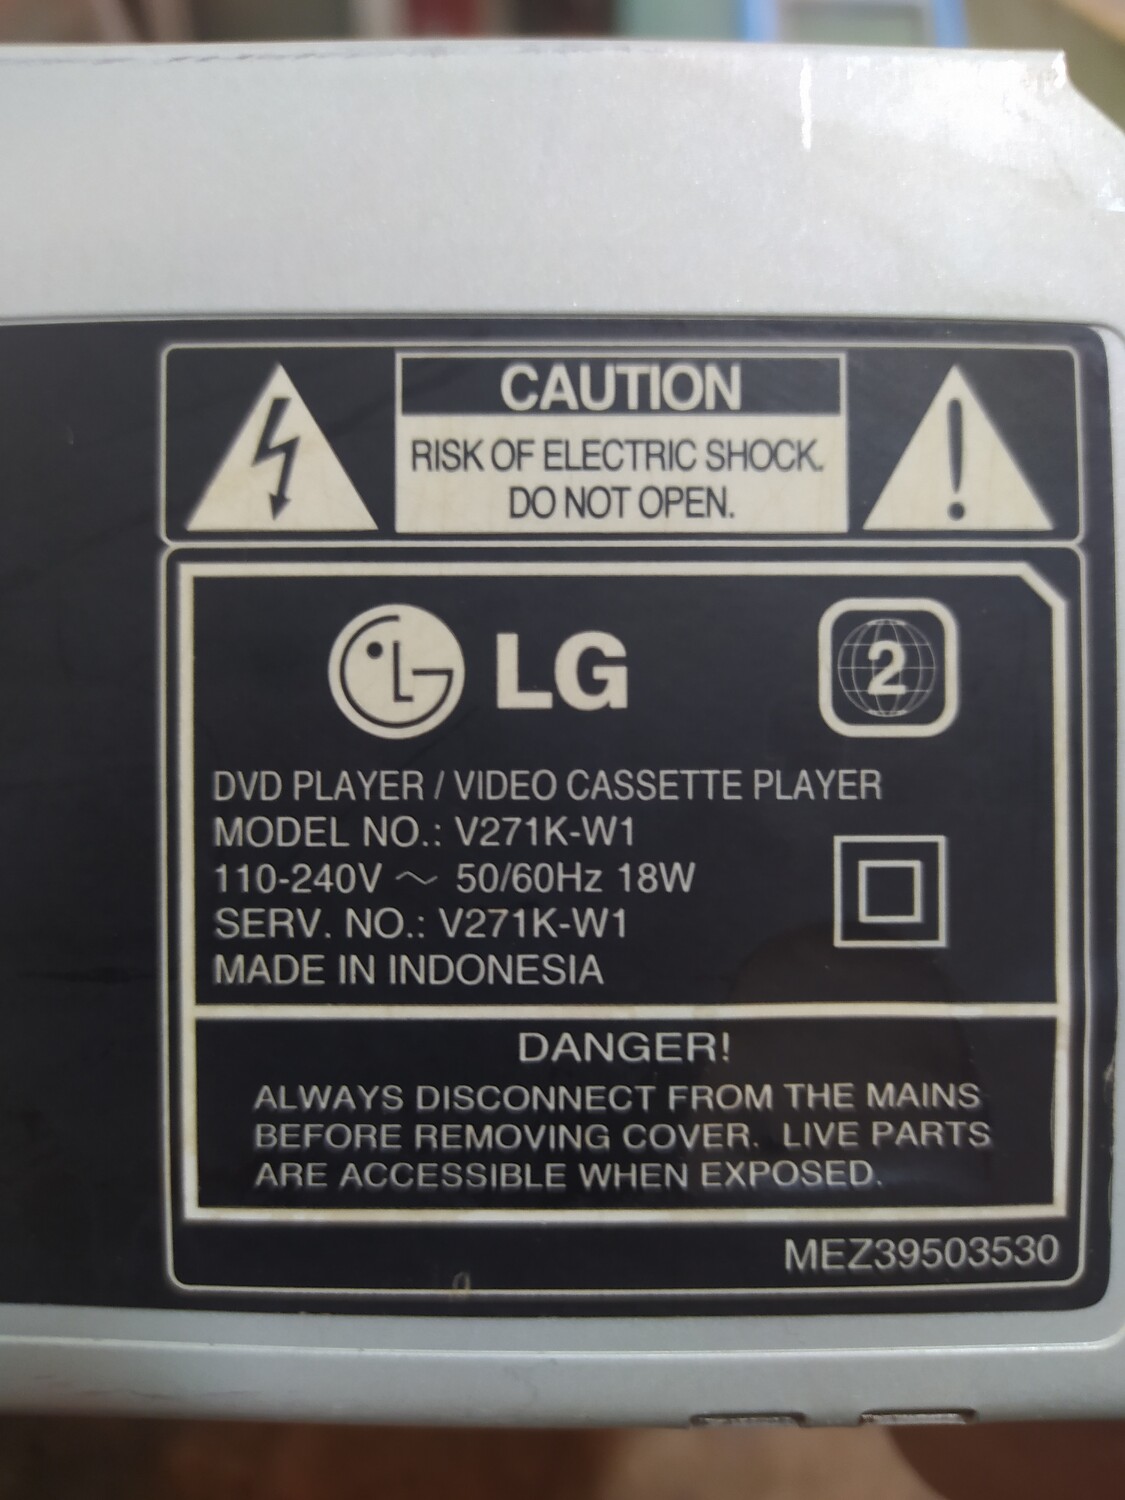 CAUTION
RISK OF ELECTRIC SHOCK.
DO NOT OPEN.
LG
2
DVD PLAYER / VIDEO CASSETTE PLAYER
MODEL NO.: V271K-W1
110-240V ~ 50/60Hz 18W
SERV. NO.: V271K-W1
MADE IN INDONESIA
DANGER!
ALWAYS DISCONNECT FROM THE MAINS
BEFORE REMOVING COVER. LIVE PARTS
ARE ACCESSIBLE WHEN EXPOSED.
MEZ39503530